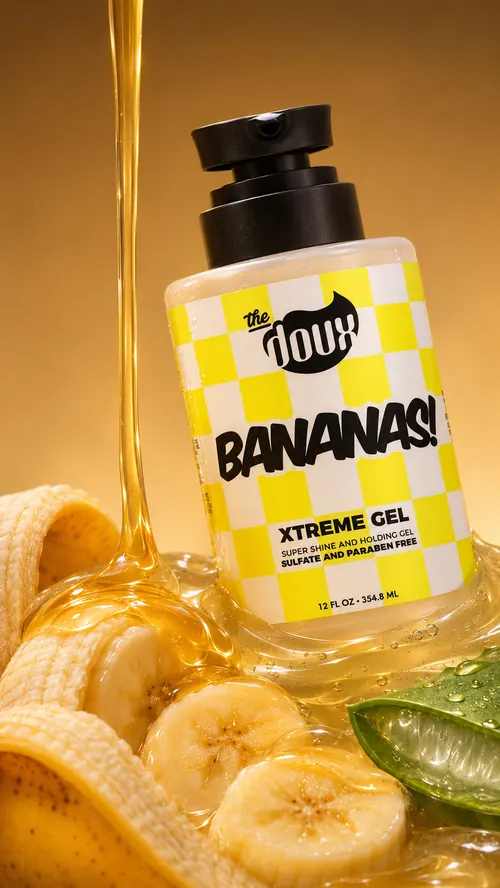 the
doux
BANANAS!
XTREME GEL
SUPER SHINE AND HOLDING GEL
SULFATE AND PARABEN FREE
12 FL OZ • 354.8 ML